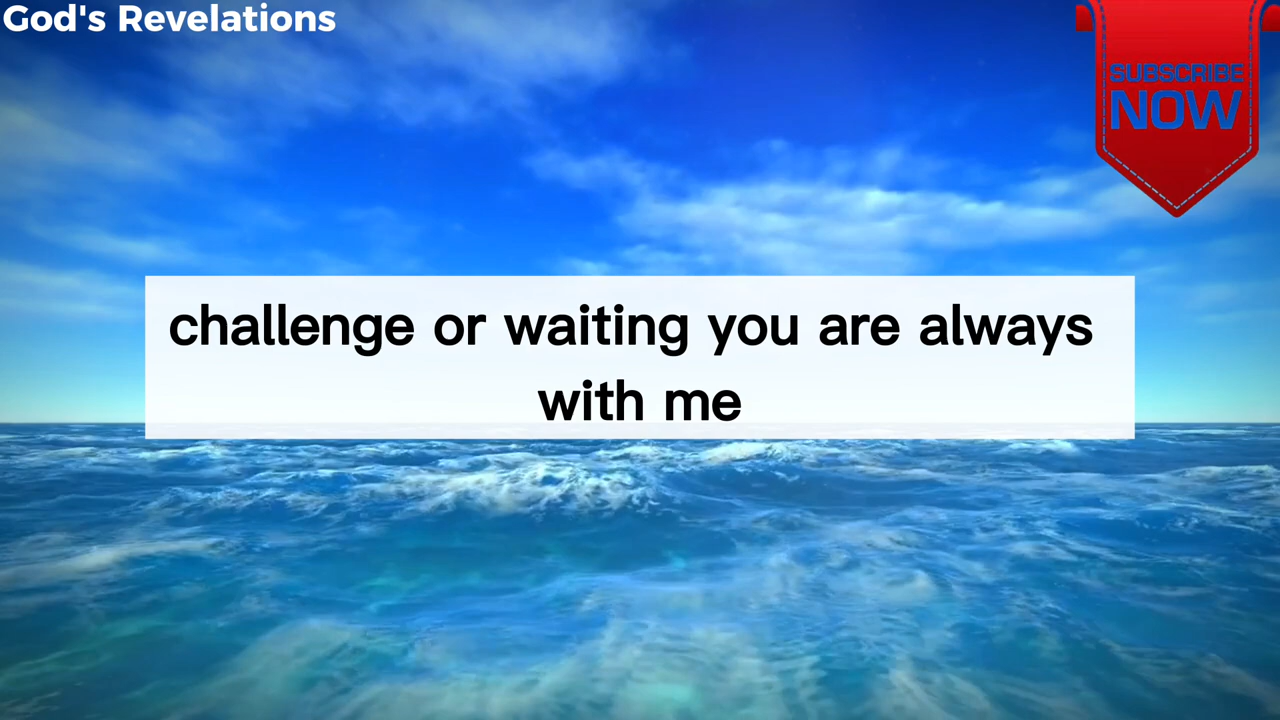 God's Revelations
SUBSCRIBE
NOW
challenge or waiting you are always
with me